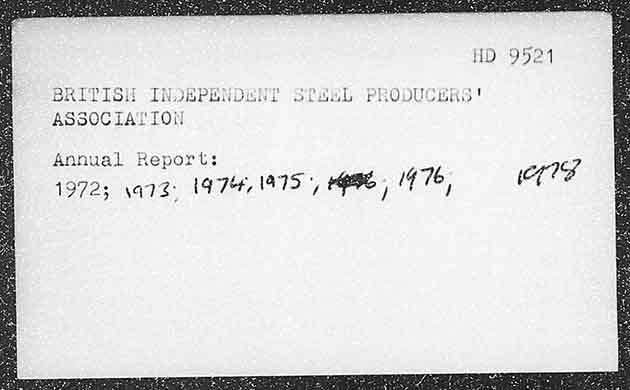 HD 9521
BRITISH INDEPENDENT STEEL PRODUCERS'
ASSOCIATION
Annual Report:
1972; 1973; 1974; 1975; ; 1976; 1978